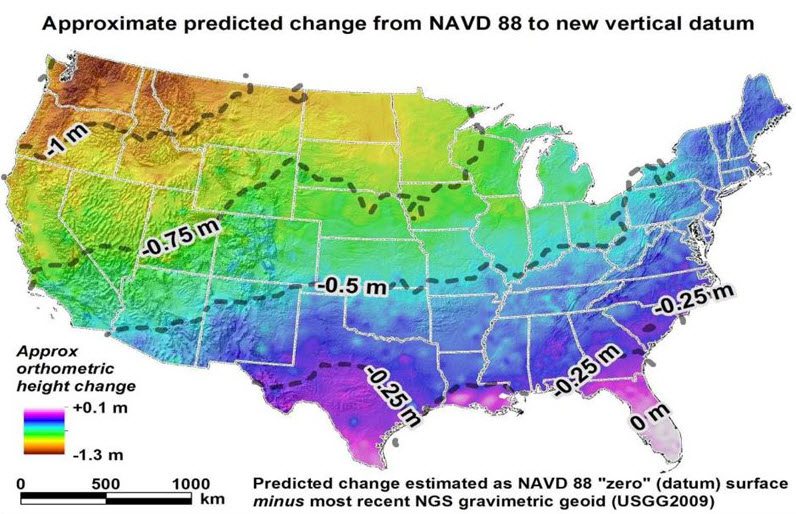 Approximate predicted change from NAVD 88 to new vertical datum
-1 m
-0.75 m
-0.5 m
-0.25 m
-0.25 m
-0.25 m
0 m
Approx
orthometric
height change
+0.1 m
-1.3 m
0 500 1000
km
Predicted change estimated as NAVD 88 "zero" (datum) surface
minus most recent NGS gravimetric geoid (USGG2009)